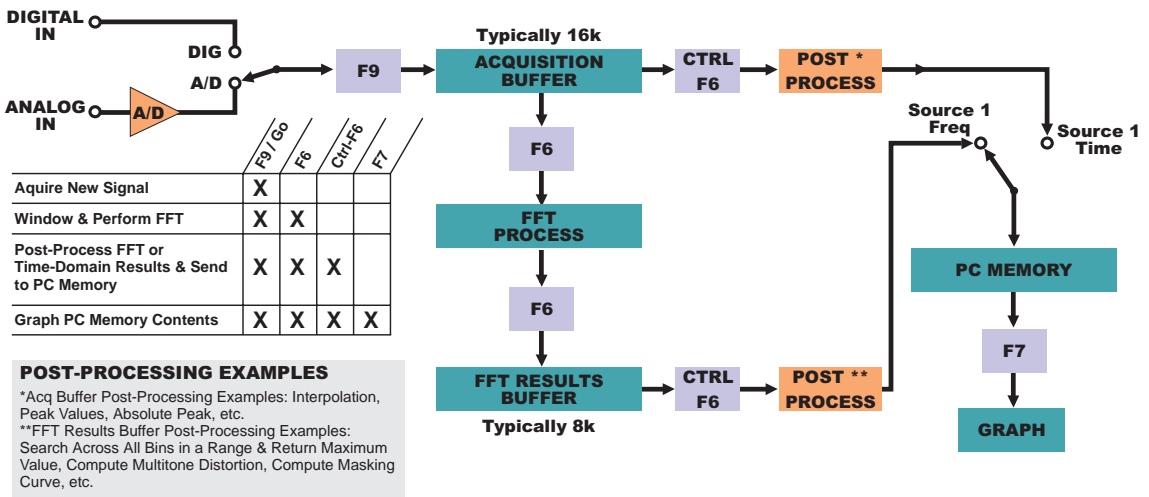 DIGITAL
IN
DIG
A/D
ANALOG
IN
A/D
F9
Typically 16k
ACQUISITION
BUFFER
CTRL
F6
POST *
PROCESS
Source 1
Freq
Source 1
Time
F6
FFT
PROCESS
F6
FFT RESULTS
BUFFER
Typically 8k
CTRL
F6
POST **
PROCESS
PC MEMORY
F7
GRAPH
F9 / Go
F6
Ctrl-F6
F7
Aquire New Signal X
Window & Perform FFT X X
Post-Process FFT or
Time-Domain Results & Send X X X
to PC Memory
Graph PC Memory Contents X X X X
POST-PROCESSING EXAMPLES
*Acq Buffer Post-Processing Examples: Interpolation,
Peak Values, Absolute Peak, etc.
**FFT Results Buffer Post-Processing Examples:
Search Across All Bins in a Range & Return Maximum
Value, Compute Multitone Distortion, Compute Masking
Curve, etc.